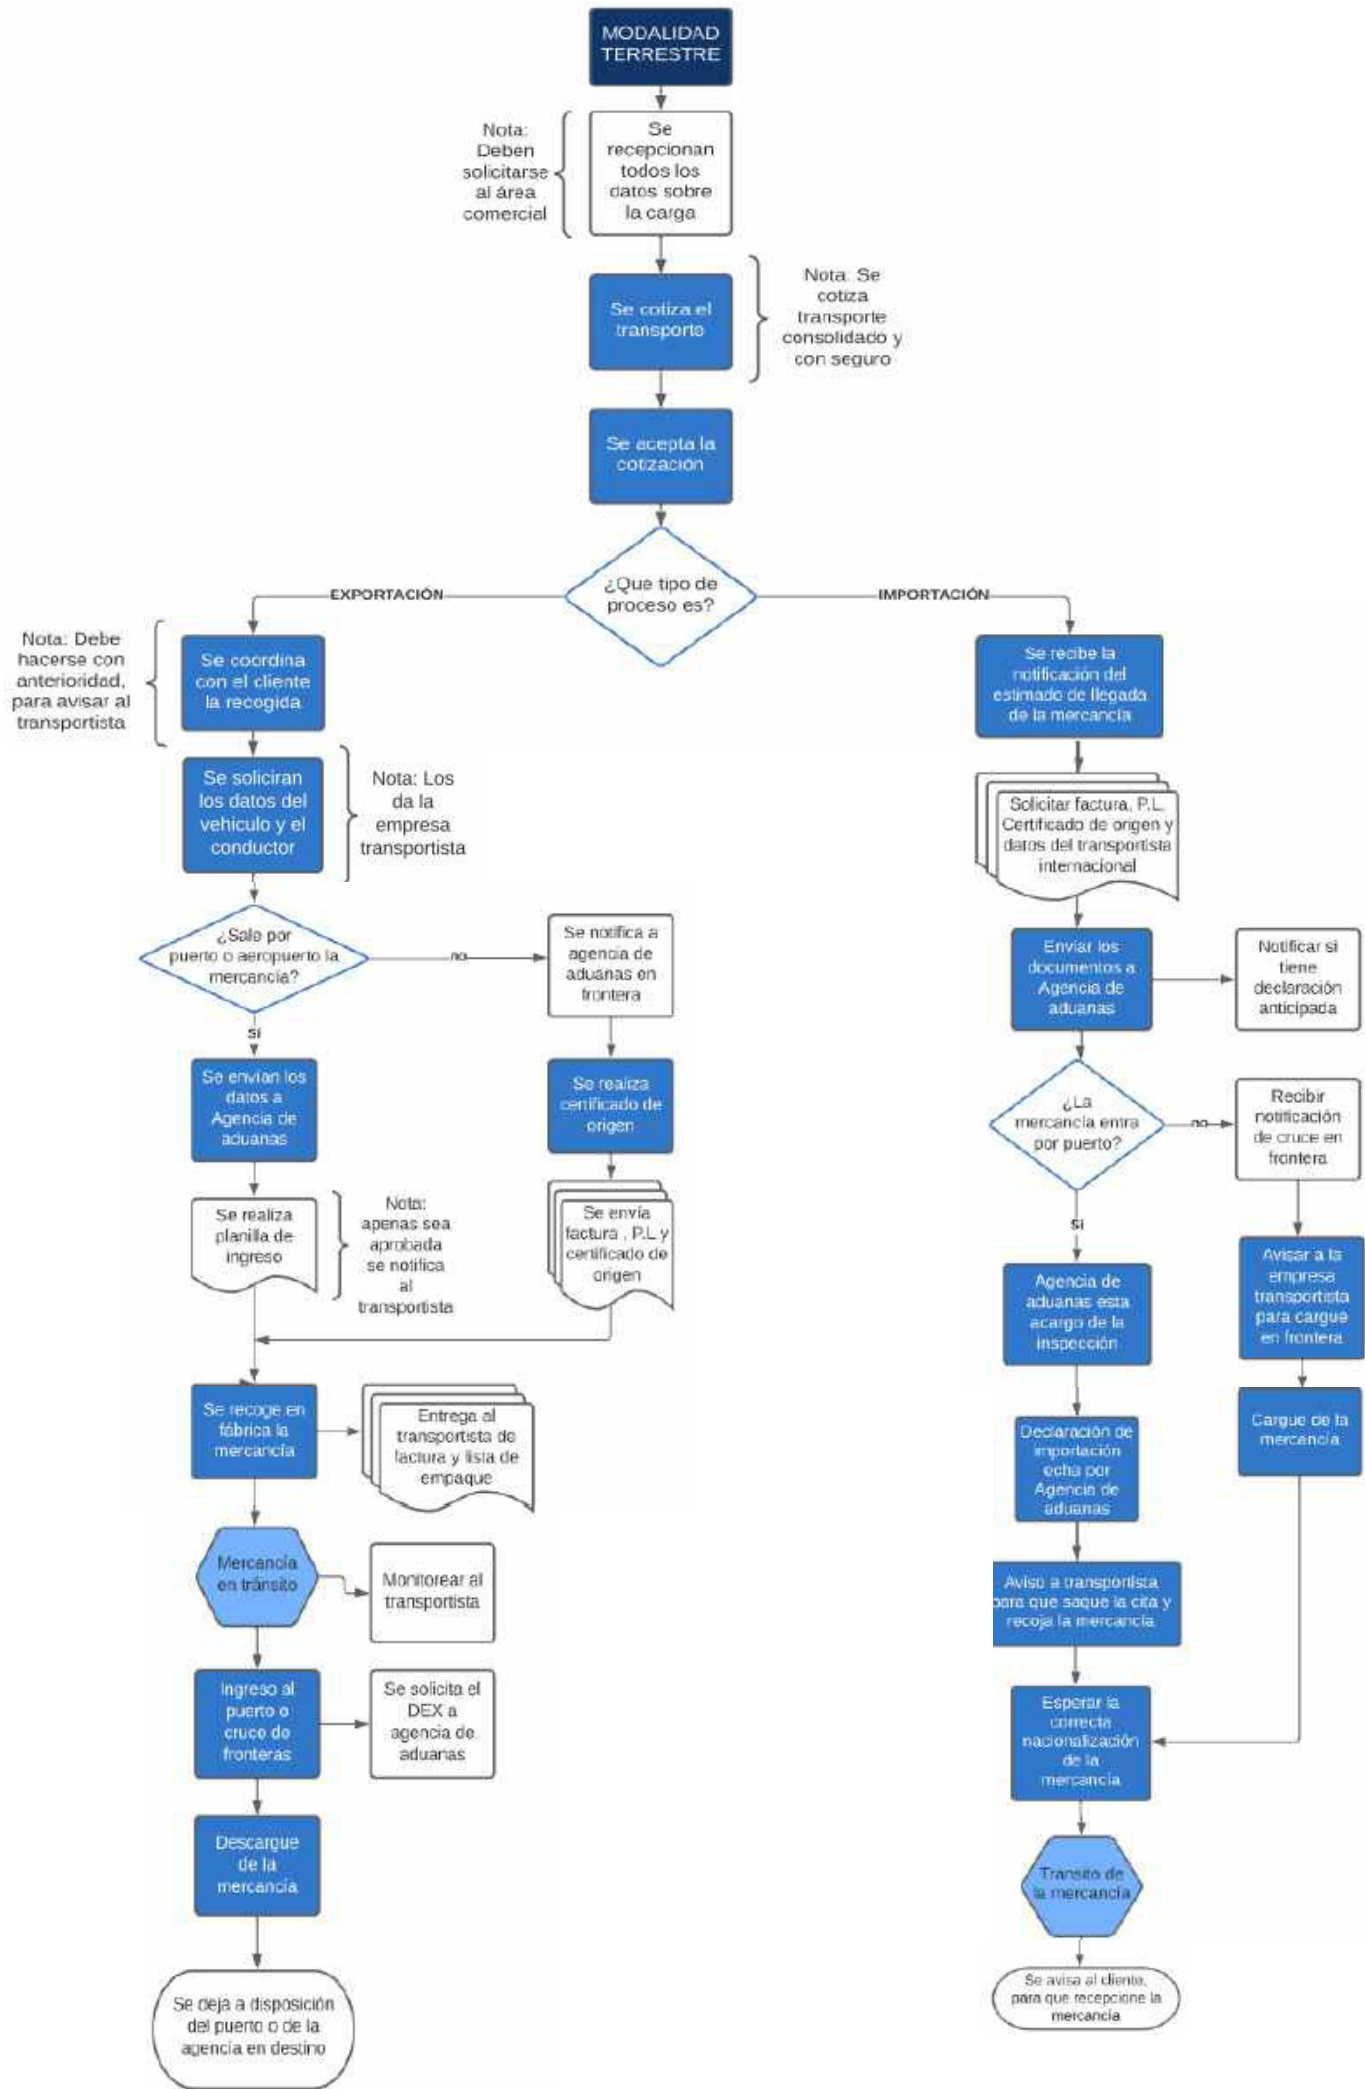 MODALIDAD
TERRESTRE
Nota:
Deben
solicitarse
al área
comercial
Se
recepcionan
todos los
datos sobre
la carga
Se cotiza el
transporte
Nota. Se
cotiza
transporte
consolidado y
con seguro
Se acepta la
cotización
¿Que tipo de
proceso es?
EXPORTACIÓN
IMPORTACIÓN
Nota: Debe
hacerse con
anterioridad,
para avisar al
transportista
Se coordina
con el cliente
la recogida
Se soliciran
los datos del
vehiculo y el
conductor
Nota: Los
da la
empresa
transportista
¿Sale por
puerto o aeropuerto la
mercancía?
no
Se notifica a
agencia de
aduanas en
frontera
si
Se envian los
datos a
Agencia de
aduanas
Se realiza
certificado de
origen
Se realiza
planilla de
ingreso
Nota:
apenas sea
aprobada
se notifica
al
transportista
Se envía
factura , P.L y
certificado de
origen
Se recoge en
fábrica la
mercancía
Entrega al
transportista de
factura y lista de
empaque
Mercancía
en tránsito
Monitorear al
transportista
Ingreso al
puerto o
cruce de
fronteras
Se solicita el
DEX a
agencia de
aduanas
Descargue
de la
mercancía
Se deja a disposición
del puerto o de la
agencia en destino
Se recibe la
notificación del
estimado de llegada
de la mercancía
Solicitar factura, P.L,
Certificado de origen y
datos del transportista
internacional
Enviar los
documentos a
Agencia de
aduanas
Notificar si
tiene
declaración
anticipada
¿La
mercancía entra
por puerto?
no
Recibir
notificación
de cruce en
frontera
si
Agencia de
aduanas esta
acargo de la
inspección
Avisar a la
empresa
transportista
para cargue
en frontera
Declaración de
importación
echa por
Agencia de
aduanas
Cargue de la
mercancía
Aviso a transportista
para que saque la cita y
recoja la mercancía
Esperar la
correcta
nacionalización
de la
mercancía
Transito de
la mercancía
Se avisa al cliente,
para que recepcione la
mercancía